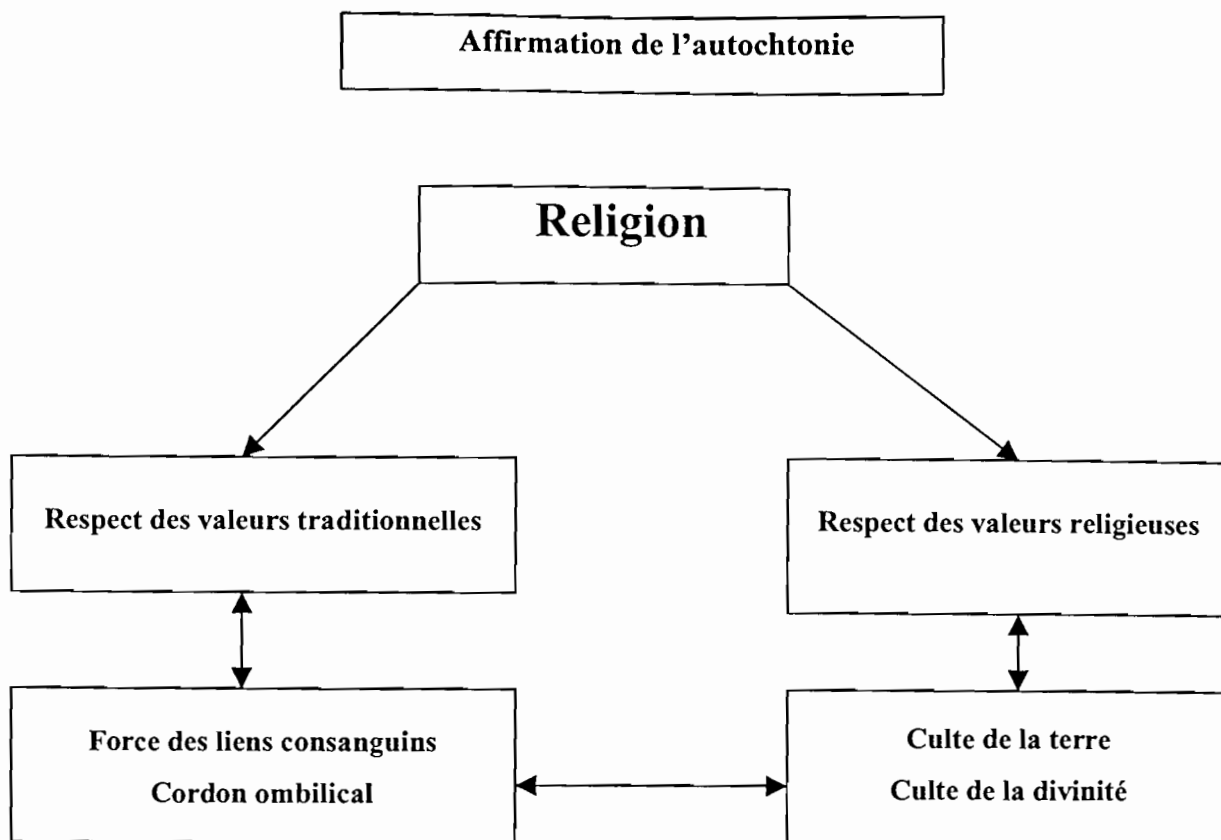 Affirmation de l'autochtonie
Religion
Respect des valeurs traditionnelles
Respect des valeurs religieuses
Force des liens consanguins
Cordon ombilical
Culte de la terre
Culte de la divinité